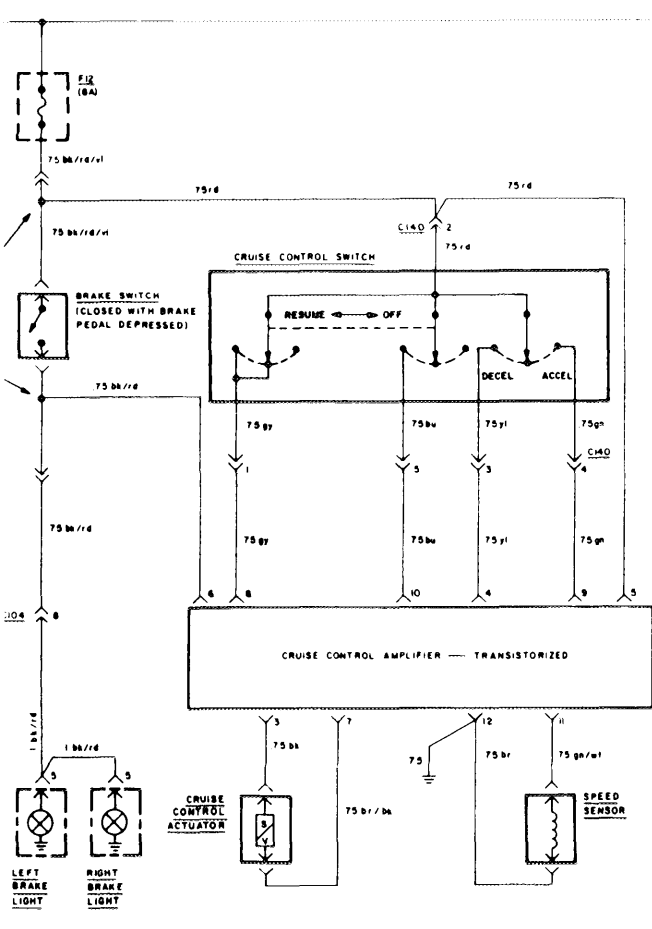 F12
(8A)
.75 bk/rd/vl
.75 rd
.75 rd
C140
2
.75 rd
.75 bk/rd/vl
CRUISE CONTROL SWITCH
BRAKE SWITCH
(CLOSED WITH BRAKE
PEDAL DEPRESSED)
RESUME
OFF
DECEL
ACCEL
.75 bk/rd
.75 gy
.75 bu
.75 yl
.75 gn
C140
1
5
3
4
.75 bk/rd
.75 gy
.75 bu
.75 yl
.75 gn
6
8
10
4
9
5
8
CRUISE CONTROL AMPLIFIER — TRANSISTORIZED
1 bk/rd
1 bk/rd
3
7
12
11
.75 bk
.75
.75 br
.75 gn/wt
5
5
CRUISE
CONTROL
ACTUATOR
S
V
.75 br/bk
SPEED
SENSOR
LEFT
BRAKE
LIGHT
RIGHT
BRAKE
LIGHT